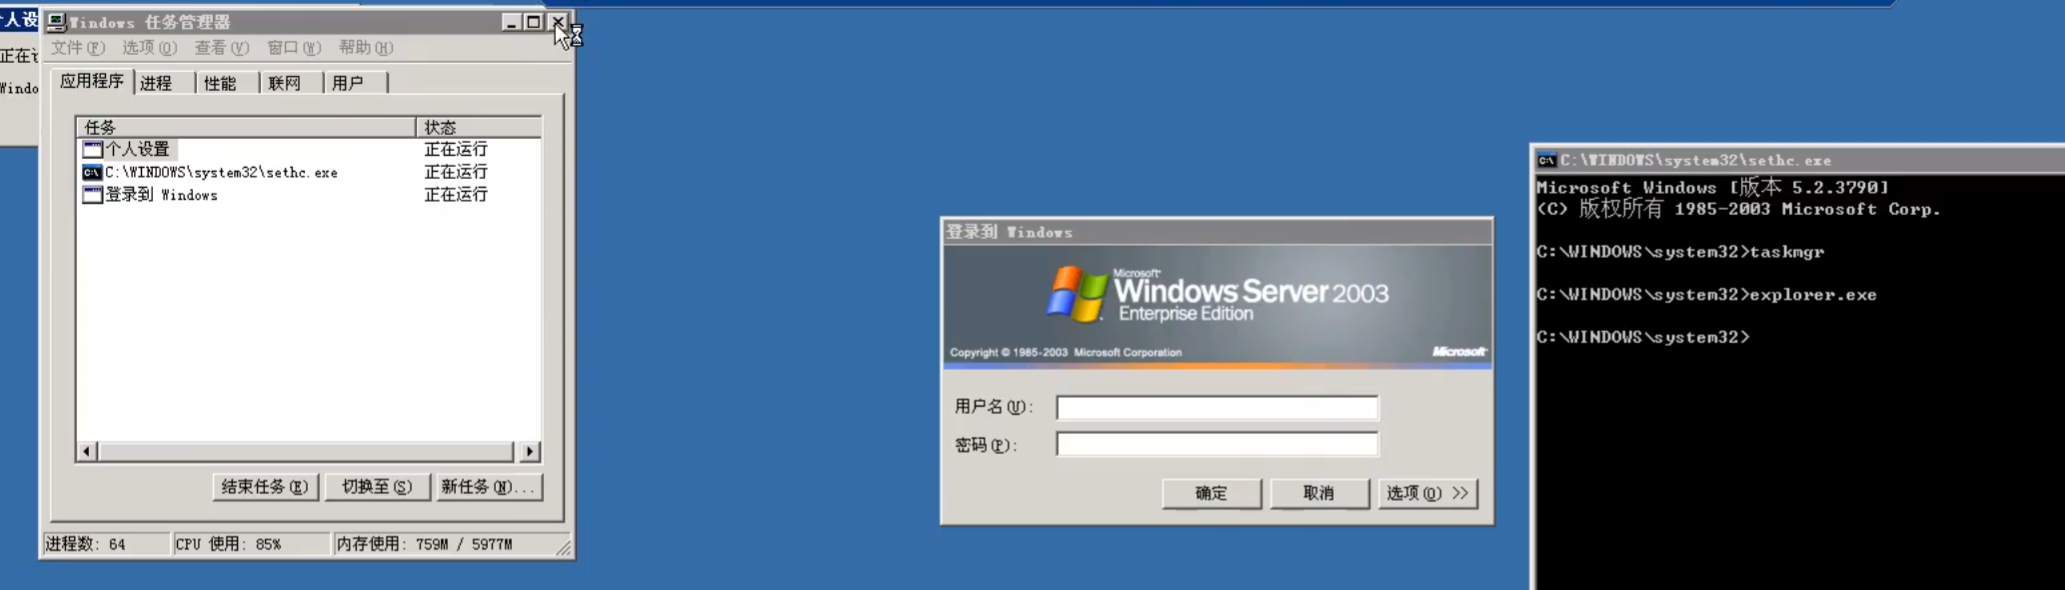 个人设
正在
Windo
Windows 任务管理器
文件(F) 选项(O) 查看(V) 窗口(W) 帮助(H)
应用程序 进程 性能 联网 用户
任务 状态
个人设置 正在运行
C:\WINDOWS\system32\sethc.exe 正在运行
登录到 Windows 正在运行
结束任务(E) 切换至(S) 新任务(N)...
进程数: 64 CPU 使用: 85% 内存使用: 759M / 5977M
登录到 Windows
Microsoft
Windows Server 2003
Enterprise Edition
Copyright © 1985-2003 Microsoft Corporation Microsoft
用户名(U):
密码(P):
确定 取消 选项(O) >>
C:\WINDOWS\system32\sethc.exe
Microsoft Windows [版本 5.2.3790]
(C) 版权所有 1985-2003 Microsoft Corp.
C:\WINDOWS\system32>taskmgr
C:\WINDOWS\system32>explorer.exe
C:\WINDOWS\system32>